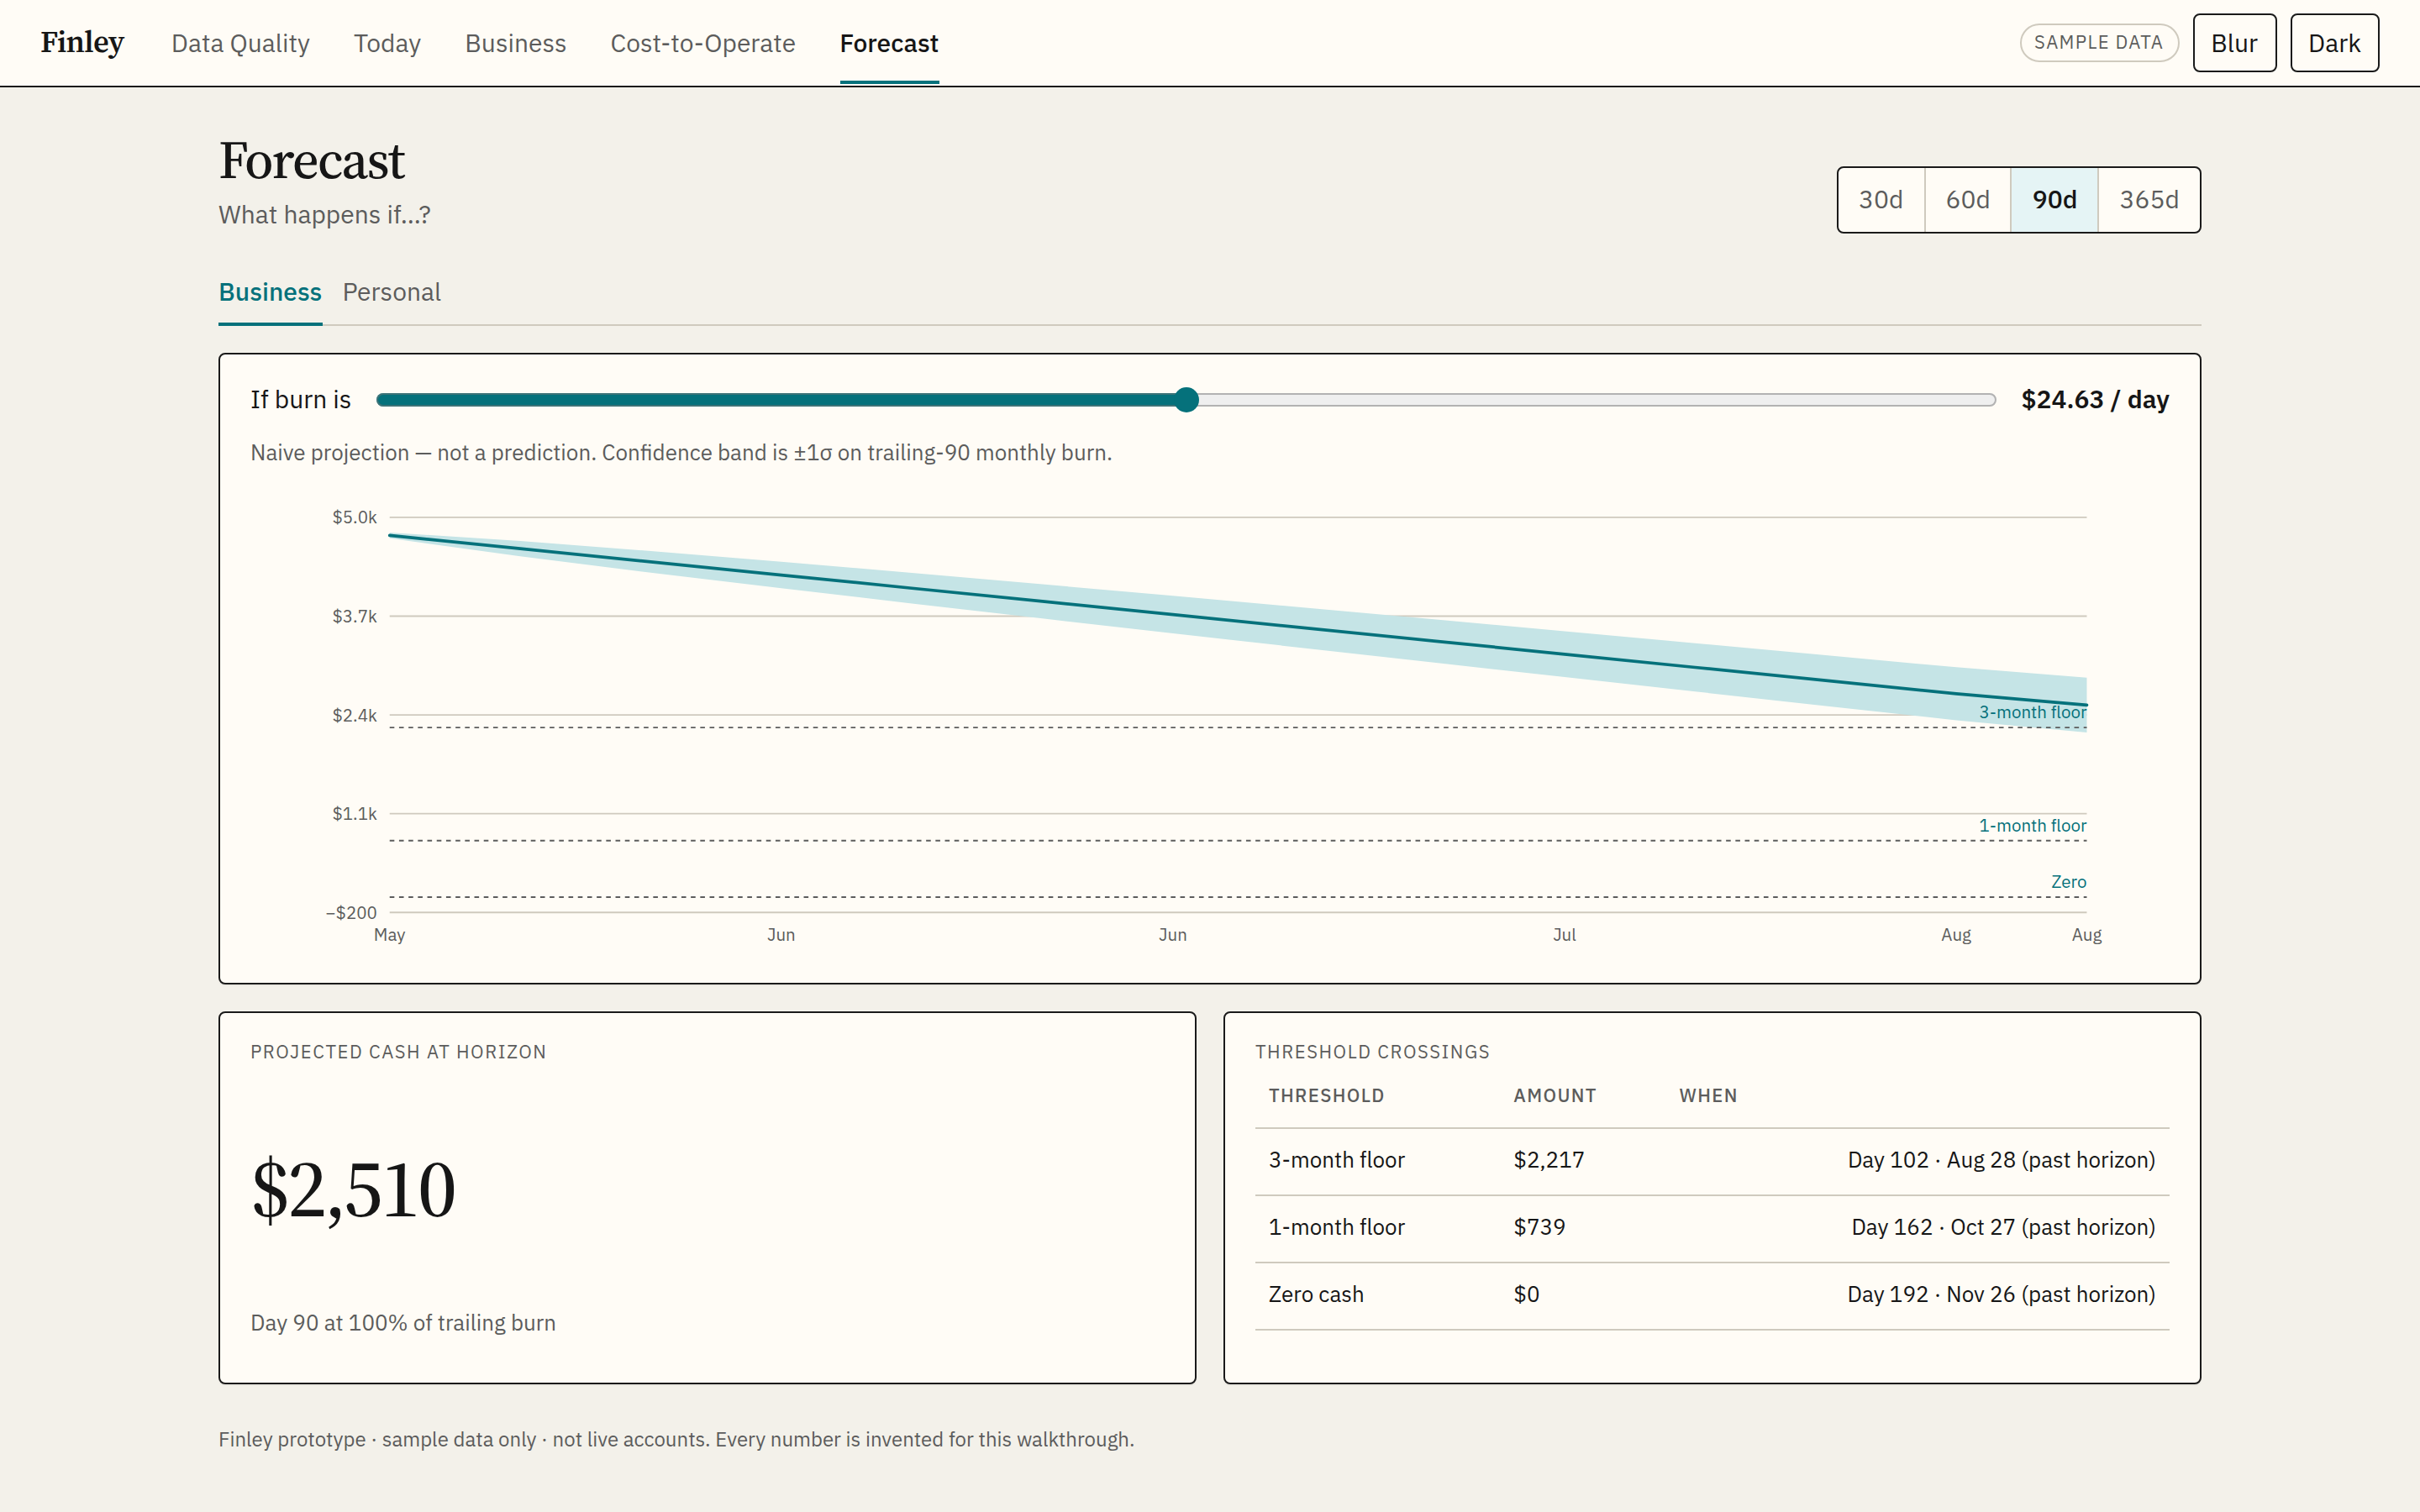 Finley Data Quality Today Business Cost-to-Operate Forecast SAMPLE DATA Blur Dark
Forecast
What happens if...?
30d 60d 90d 365d
Business Personal
If burn is $24.63 / day
Naive projection — not a prediction. Confidence band is ±1σ on trailing-90 monthly burn.
$5.0k
$3.7k
$2.4k
3-month floor
$1.1k
1-month floor
Zero
−$200
May Jun Jun Jul Aug Aug
PROJECTED CASH AT HORIZON
$2,510
Day 90 at 100% of trailing burn
THRESHOLD CROSSINGS
THRESHOLD AMOUNT WHEN
3-month floor $2,217 Day 102 · Aug 28 (past horizon)
1-month floor $739 Day 162 · Oct 27 (past horizon)
Zero cash $0 Day 192 · Nov 26 (past horizon)
Finley prototype · sample data only · not live accounts. Every number is invented for this walkthrough.